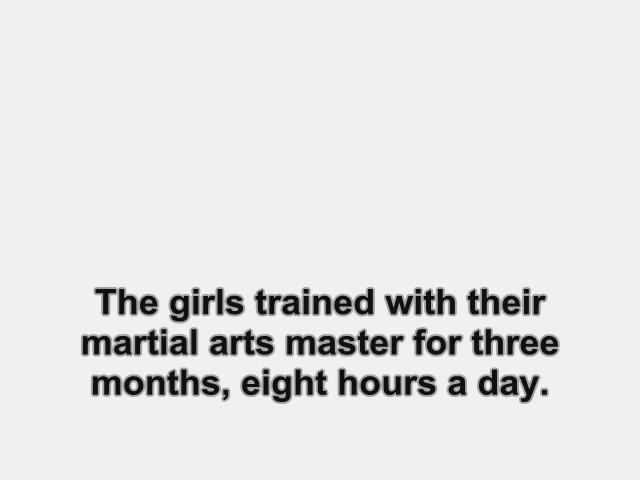 The girls trained with their
martial arts master for three
months, eight hours a day.